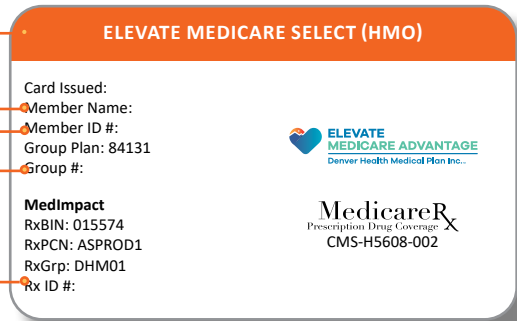 ELEVATE MEDICARE SELECT (HMO)
Card Issued:
Member Name:
Member ID #:
Group Plan: 84131
Group #:
MedImpact
RxBIN: 015574
RxPCN: ASPROD1
RxGrp: DHM01
Rx ID #:
ELEVATE
MEDICARE ADVANTAGE
Denver Health Medical Plan Inc..
MedicareRx
Prescription Drug Coverage
CMS-H5608-002